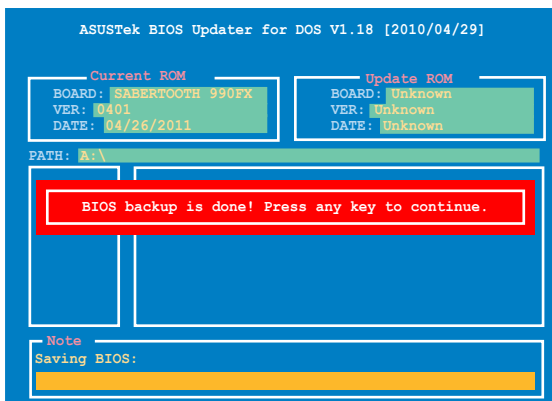 ASUSTek BIOS Updater for DOS V1.18 [2010/04/29]
Current ROM
BOARD: SABERTOOTH 990FX
VER: 0401
DATE: 04/26/2011
Update ROM
BOARD: Unknown
VER: Unknown
DATE: Unknown
PATH: A:\
BIOS backup is done! Press any key to continue.
Note
Saving BIOS: